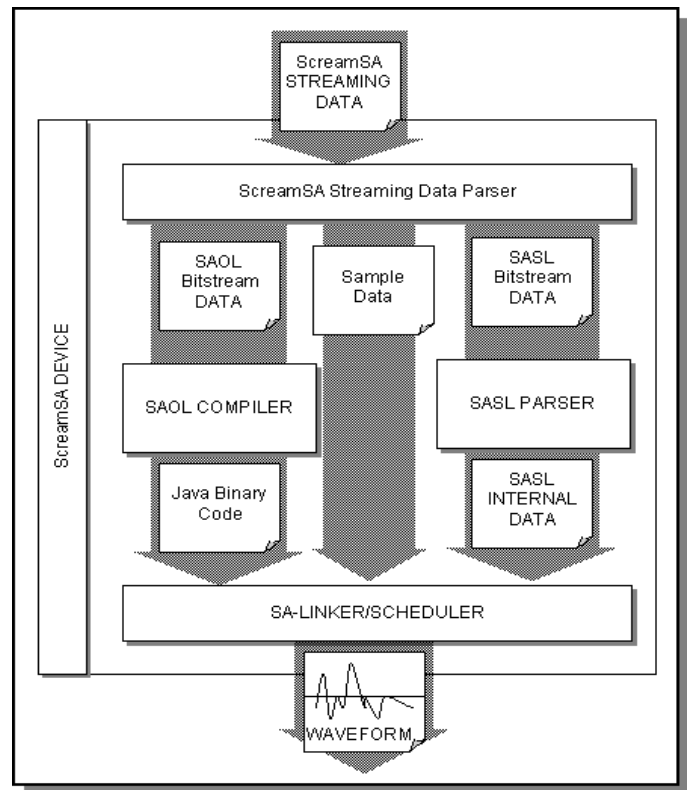 ScreamSA
STREAMING
DATA
ScreamSA DEVICE
ScreamSA Streaming Data Parser
SAOL
Bitstream
DATA
Sample
Data
SASL
Bitstream
DATA
SAOL COMPILER
SASL PARSER
Java Binary
Code
SASL
INTERNAL
DATA
SA-LINKER/SCHEDULER
WAVEFORM